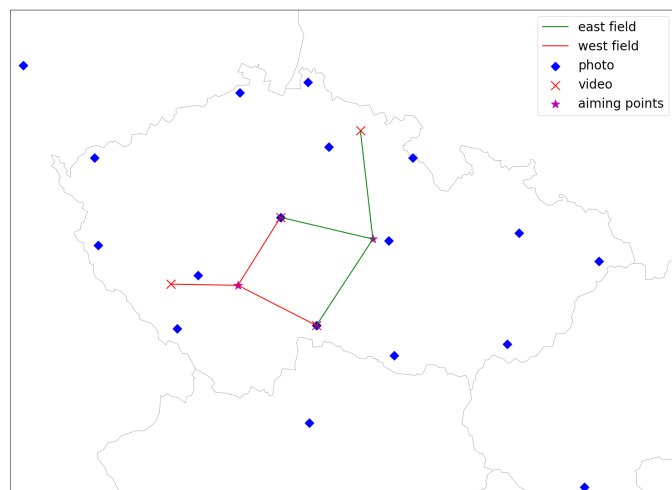 east field
west field
photo
video
aiming points